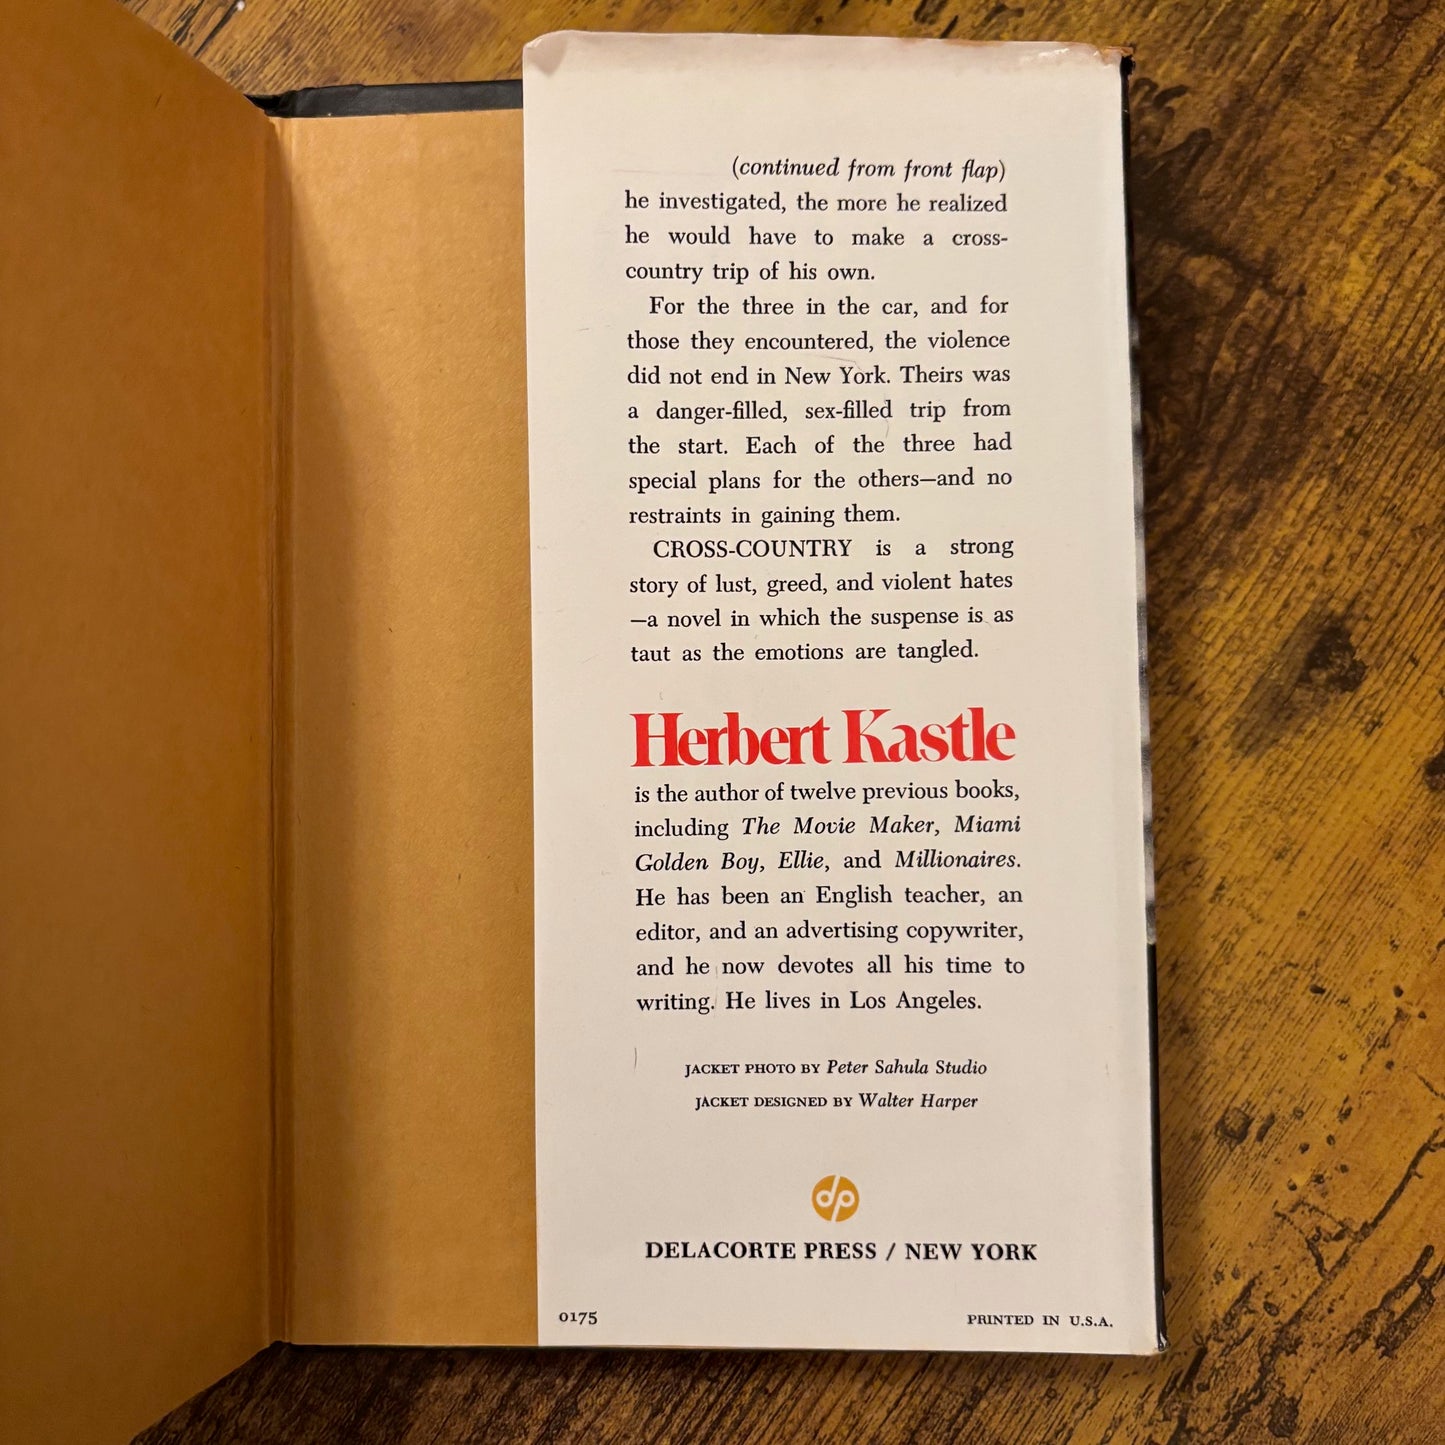 (continued from front flap)
he investigated, the more he realized
he would have to make a cross-
country trip of his own.
For the three in the car, and for
those they encountered, the violence
did not end in New York. Theirs was
a danger-filled, sex-filled trip from
the start. Each of the three had
special plans for the others—and no
restraints in gaining them.
CROSS-COUNTRY is a strong
story of lust, greed, and violent hates
—a novel in which the suspense is as
taut as the emotions are tangled.
Herbert Kastle
is the author of twelve previous books,
including The Movie Maker, Miami
Golden Boy, Ellie, and Millionaires.
He has been an English teacher, an
editor, and an advertising copywriter,
and he now devotes all his time to
writing. He lives in Los Angeles.
JACKET PHOTO BY Peter Sahula Studio
JACKET DESIGNED BY Walter Harper
dp
DELACORTE PRESS / NEW YORK
0175 PRINTED IN U.S.A.